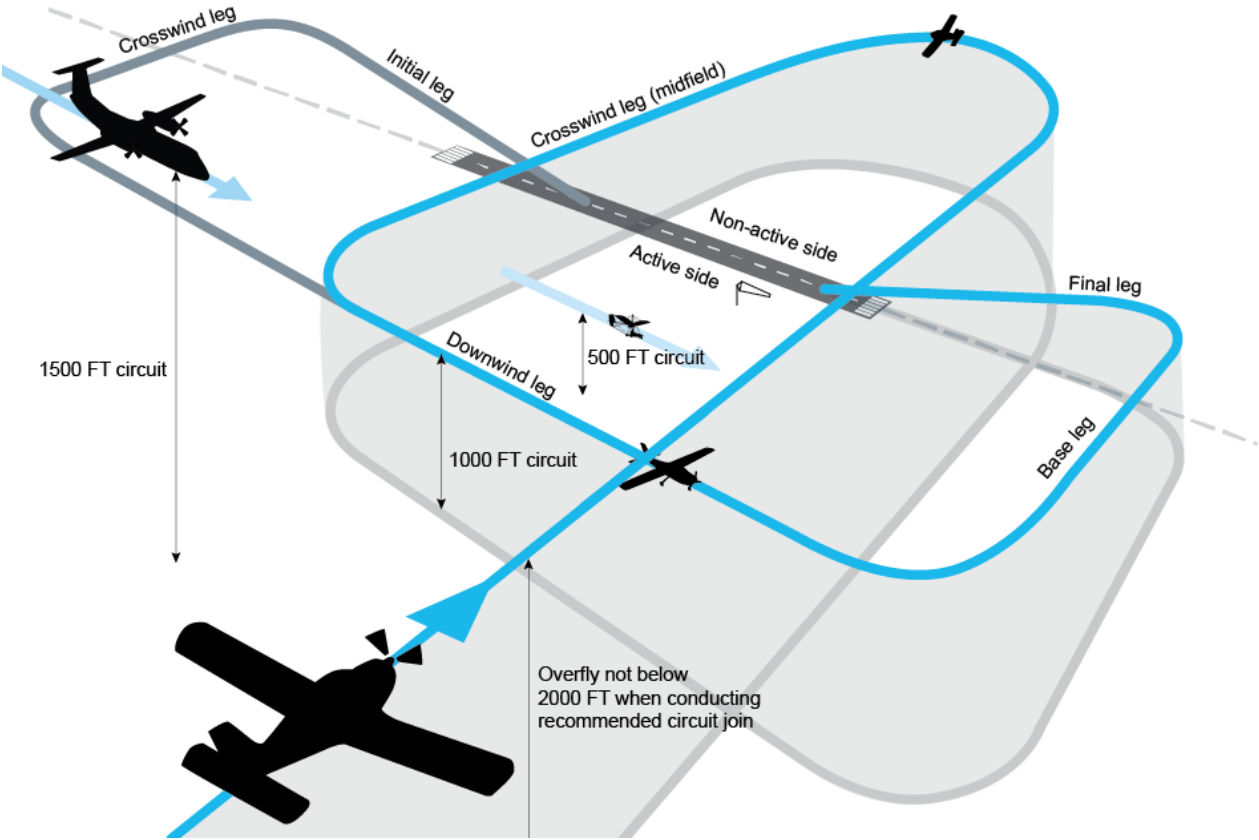 Crosswind leg
Initial leg
Crosswind leg (midfield)
Non-active side
Active side
Final leg
Downwind leg
500 FT circuit
1500 FT circuit
1000 FT circuit
Base leg
Overfly not below
2000 FT when conducting
recommended circuit join